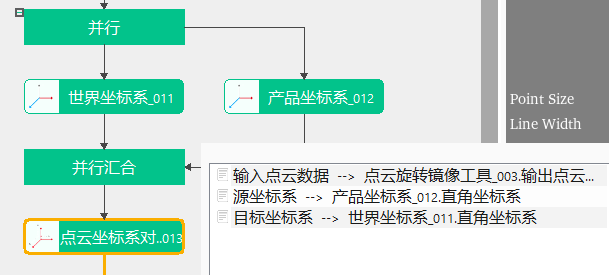 并行
世界坐标系_011
产品坐标系_012
Point Size
Line Width
并行汇合
输入点云数据 --> 点云旋转镜像工具_003.输出点云...
源坐标系 --> 产品坐标系_012.直角坐标系
目标坐标系 --> 世界坐标系_011.直角坐标系
点云坐标系对..013